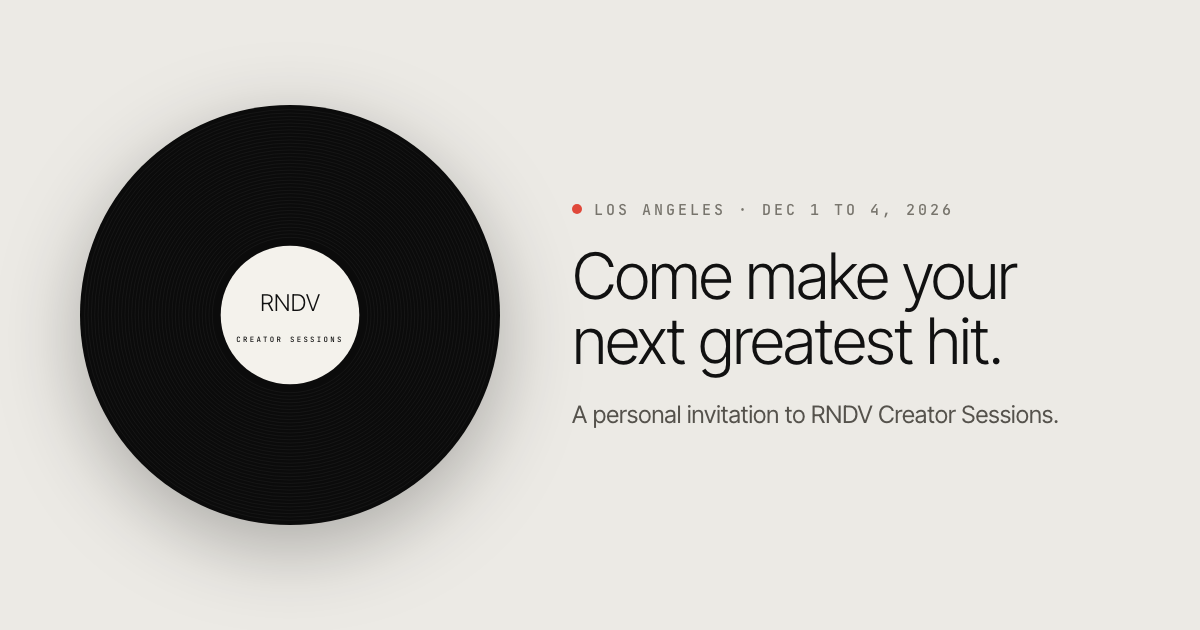 RNDV
CREATOR SESSIONS
LOS ANGELES · DEC 1 TO 4, 2026
Come make your
next greatest hit.
A personal invitation to RNDV Creator Sessions.